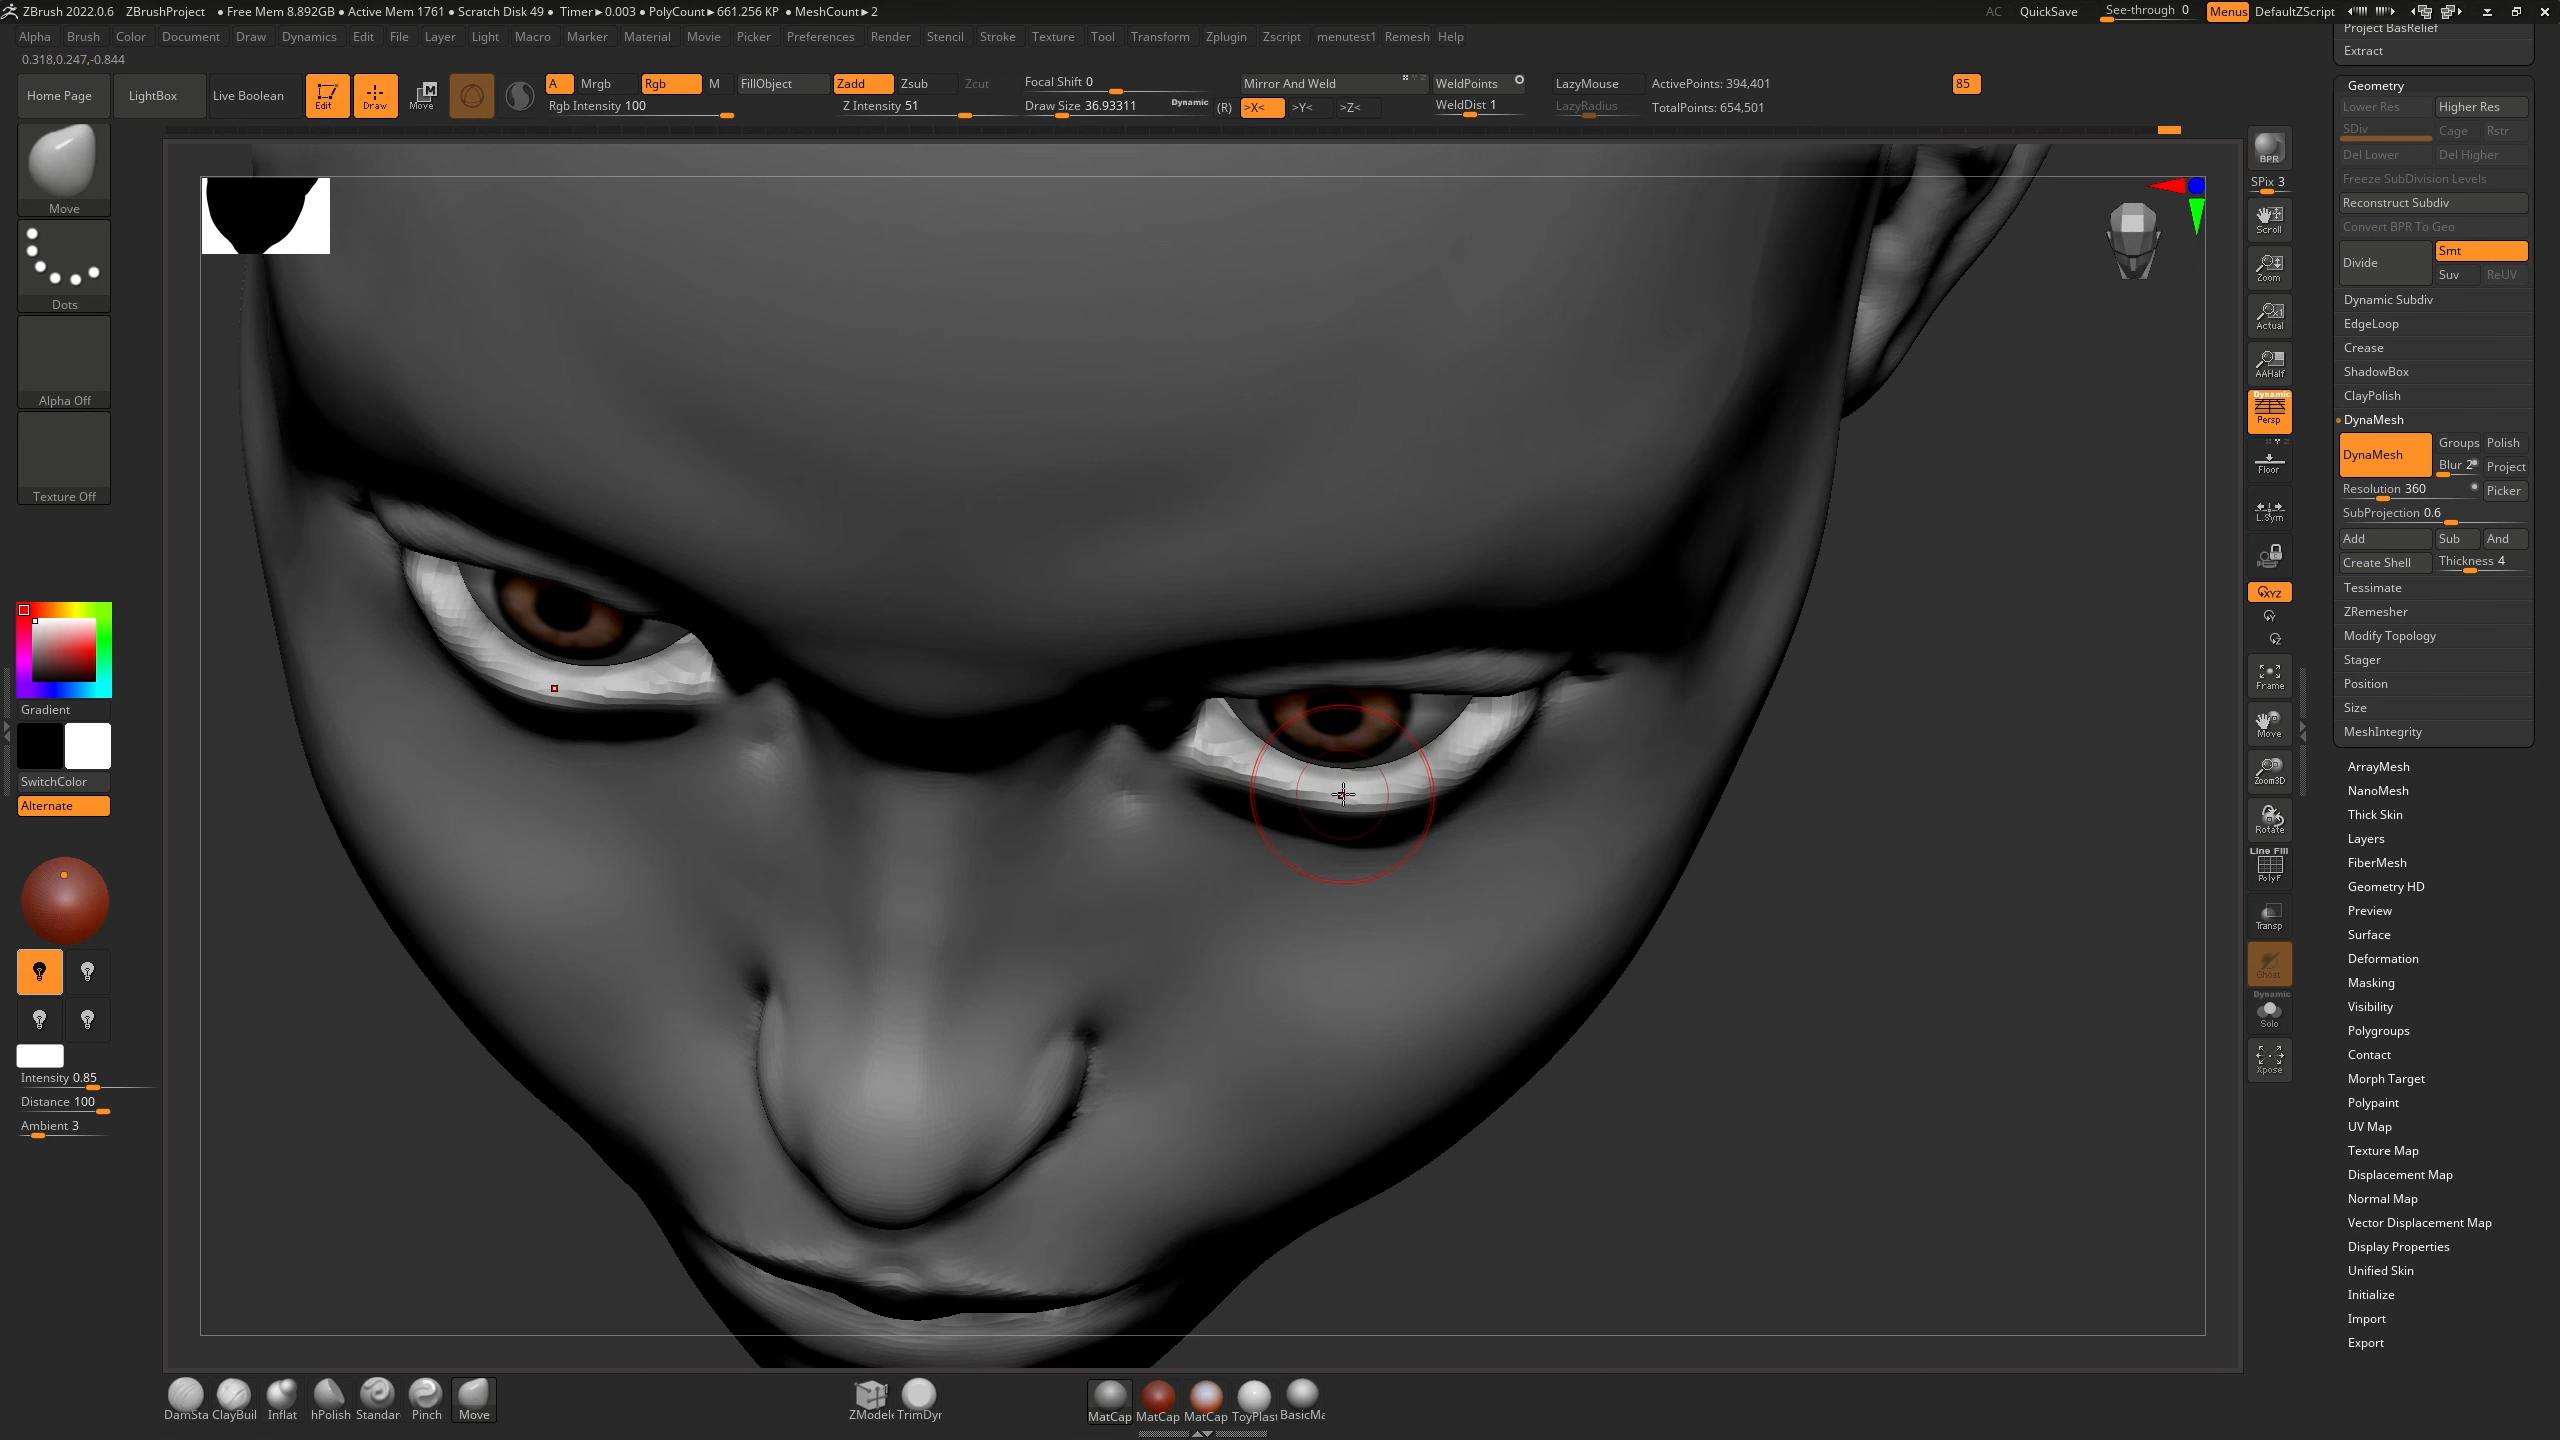 ZBrush 2022.0.6 ZBrushProject • Free Mem 8.892GB • Active Mem 1761 • Scratch Disk 49 • Timer▸0.003 • PolyCount▸661.256 KP • MeshCount▸2 AC QuickSave See-through 0 Menus DefaultZScript
Alpha Brush Color Document Draw Dynamics Edit File Layer Light Macro Marker Material Movie Picker Preferences Render Stencil Stroke Texture Tool Transform Zplugin Zscript menutest1 Remesh Help
0.318,0.247,-0.844
Home Page LightBox Live Boolean Edit Draw Move
A Mrgb Rgb M FillObject Zadd Zsub Zcut Focal Shift 0 Mirror And Weld WeldPoints LazyMouse ActivePoints: 394,401 85
Rgb Intensity 100 Z Intensity 51 Draw Size 36.93311 Dynamic (R) >X< >Y< >Z< WeldDist 1 LazyRadius TotalPoints: 654,501
Move
Dots
Alpha Off
Texture Off
Gradient
SwitchColor
Alternate
Intensity 0.85
Distance 100
Ambient 3
BPR
SPix 3
Scroll
Zoom
Actual
AAHalf
Dynamic
Persp
Floor
L.Sym
XYZ
Y
Z
Frame
Move
Zoom3D
Rotate
Line Fill
PolyF
Transp
Ghost
Dynamic
Solo
Xpose
Project BasRelief
Extract
Geometry
Lower Res Higher Res
SDiv Cage Rstr
Del Lower Del Higher
Freeze SubDivision Levels
Reconstruct Subdiv
Convert BPR To Geo
Divide Smt
Suv ReUV
Dynamic Subdiv
EdgeLoop
Crease
ShadowBox
ClayPolish
DynaMesh
DynaMesh Groups Polish
Blur 2 Project
Resolution 360 Picker
SubProjection 0.6
Add Sub And
Create Shell Thickness 4
Tessimate
ZRemesher
Modify Topology
Stager
Position
Size
MeshIntegrity
ArrayMesh
NanoMesh
Thick Skin
Layers
FiberMesh
Geometry HD
Preview
Surface
Deformation
Masking
Visibility
Polygroups
Contact
Morph Target
Polypaint
UV Map
Texture Map
Displacement Map
Normal Map
Vector Displacement Map
Display Properties
Unified Skin
Initialize
Import
Export
DamSta ClayBuil Inflat hPolish Standar Pinch Move ZModele TrimDyn MatCap MatCap MatCap ToyPlas BasicMa